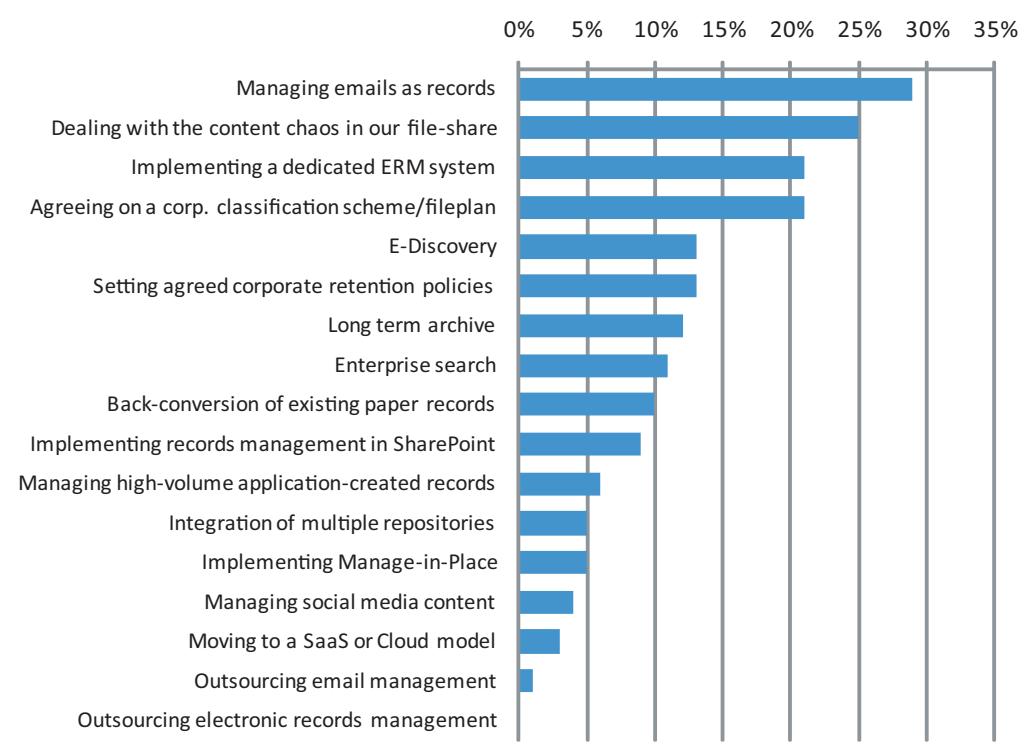 0% 5% 10% 15% 20% 25% 30% 35%
Managing emails as records
Dealing with the content chaos in our file-share
Implementing a dedicated ERM system
Agreeing on a corp. classification scheme/fileplan
E-Discovery
Setting agreed corporate retention policies
Long term archive
Enterprise search
Back-conversion of existing paper records
Implementing records management in SharePoint
Managing high-volume application-created records
Integration of multiple repositories
Implementing Manage-in-Place
Managing social media content
Moving to a SaaS or Cloud model
Outsourcing email management
Outsourcing electronic records management